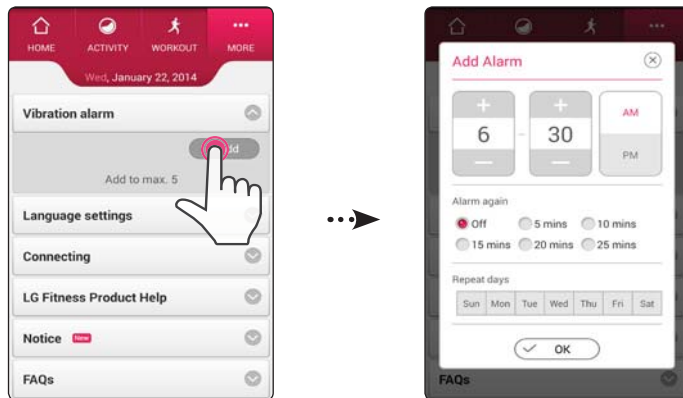 HOME ACTIVITY WORKOUT MORE
Wed, January 22, 2014
Vibration alarm
Add to max. 5
Language settings
Connecting
LG Fitness Product Help
Notice New
FAQs
Add Alarm
6 - 30
AM
PM
Alarm again
Off 5 mins 10 mins
15 mins 20 mins 25 mins
Repeat days
Sun Mon Tue Wed Thu Fri Sat
OK
FAQs